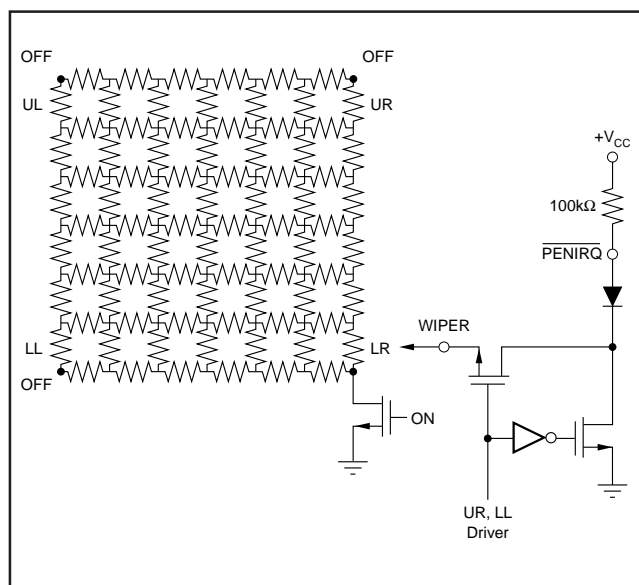 OFF
OFF
UL
UR
+VCC
100kΩ
PENIRQ
WIPER
LL
LR
OFF
ON
UR, LL
Driver